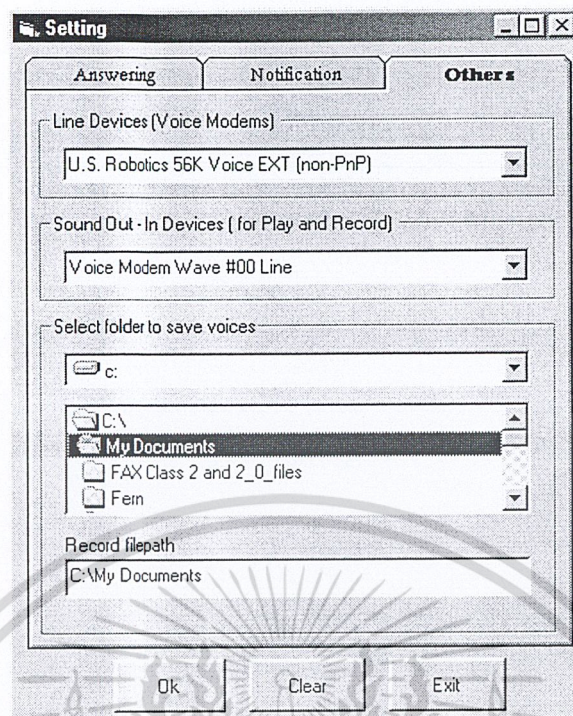 Setting
Answering Notification Others
Line Devices (Voice Modems)
U.S. Robotics 56K Voice EXT (non-PnP)
Sound Out - In Devices ( for Play and Record)
Voice Modem Wave #00 Line
Select folder to save voices
c:
C:\
My Documents
FAX Class 2 and 2_0_files
Fern
Record filepath
C:\My Documents
Ok Clear Exit